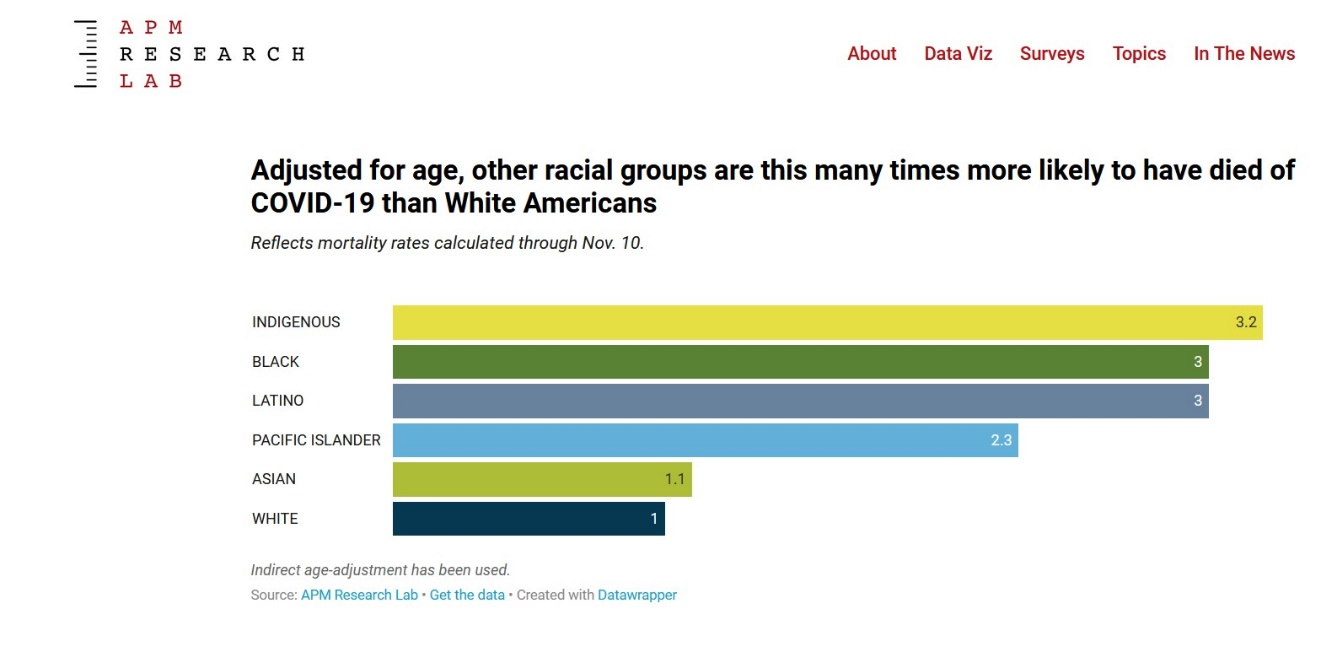 A P M
R E S E A R C H
L A B
About Data Viz Surveys Topics In The News
Adjusted for age, other racial groups are this many times more likely to have died of
COVID-19 than White Americans
Reflects mortality rates calculated through Nov. 10.
INDIGENOUS 3.2
BLACK 3
LATINO 3
PACIFIC ISLANDER 2.3
ASIAN 1.1
WHITE 1
Indirect age-adjustment has been used.
Source: APM Research Lab • Get the data • Created with Datawrapper